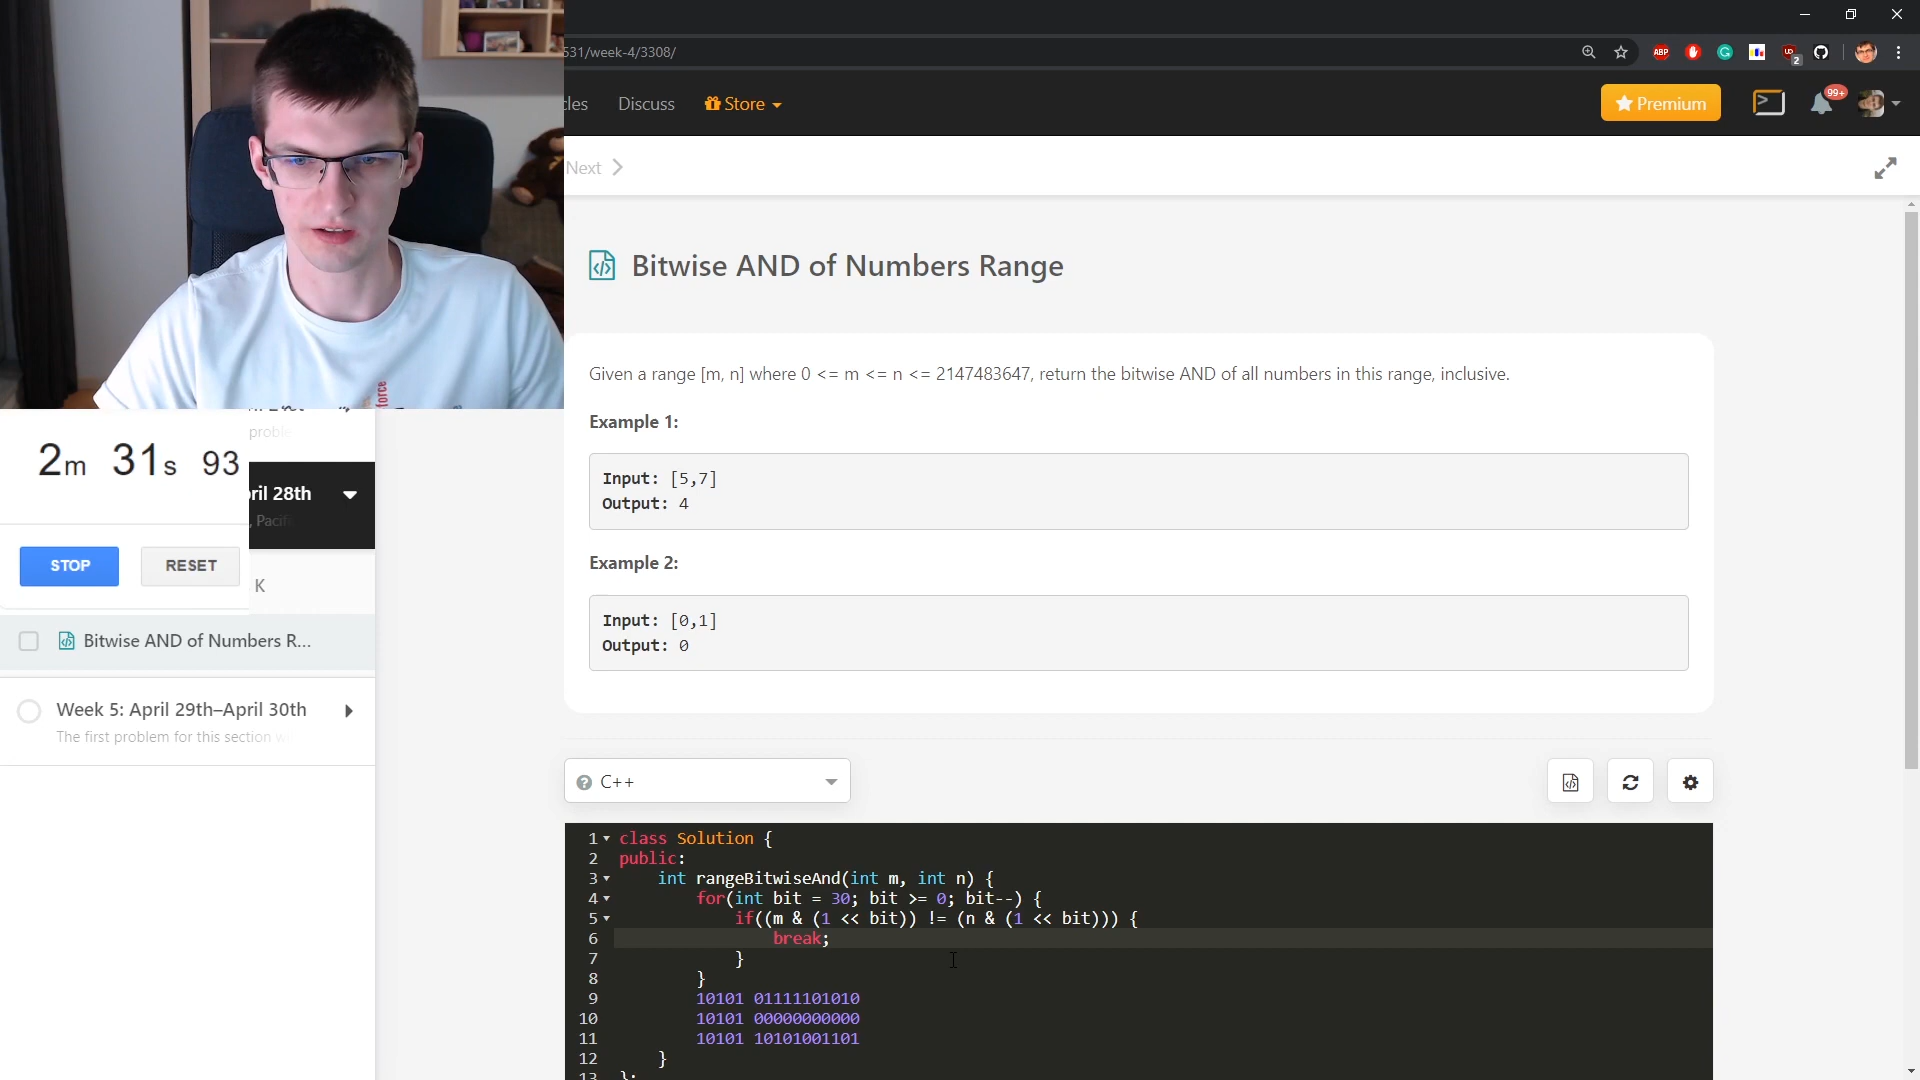 531/week-4/3308/
ABP
2
cles Discuss Store
Premium
99+
Next
Bitwise AND of Numbers Range
Given a range [m, n] where 0 <= m <= n <= 2147483647, return the bitwise AND of all numbers in this range, inclusive.
Example 1:
Input: [5,7]
Output: 4
Example 2:
Input: [0,1]
Output: 0
force
proble
2m 31s 93
ril 28th
, Pacif
STOP
RESET
K
Bitwise AND of Numbers R...
Week 5: April 29th–April 30th
The first problem for this section w
C++
1 class Solution {
2 public:
3 int rangeBitwiseAnd(int m, int n) {
4 for(int bit = 30; bit >= 0; bit--) {
5 if((m & (1 << bit)) != (n & (1 << bit))) {
6 break;
7 }
8 }
9 10101 01111101010
10 10101 00000000000
11 10101 10101001101
12 }
13 };